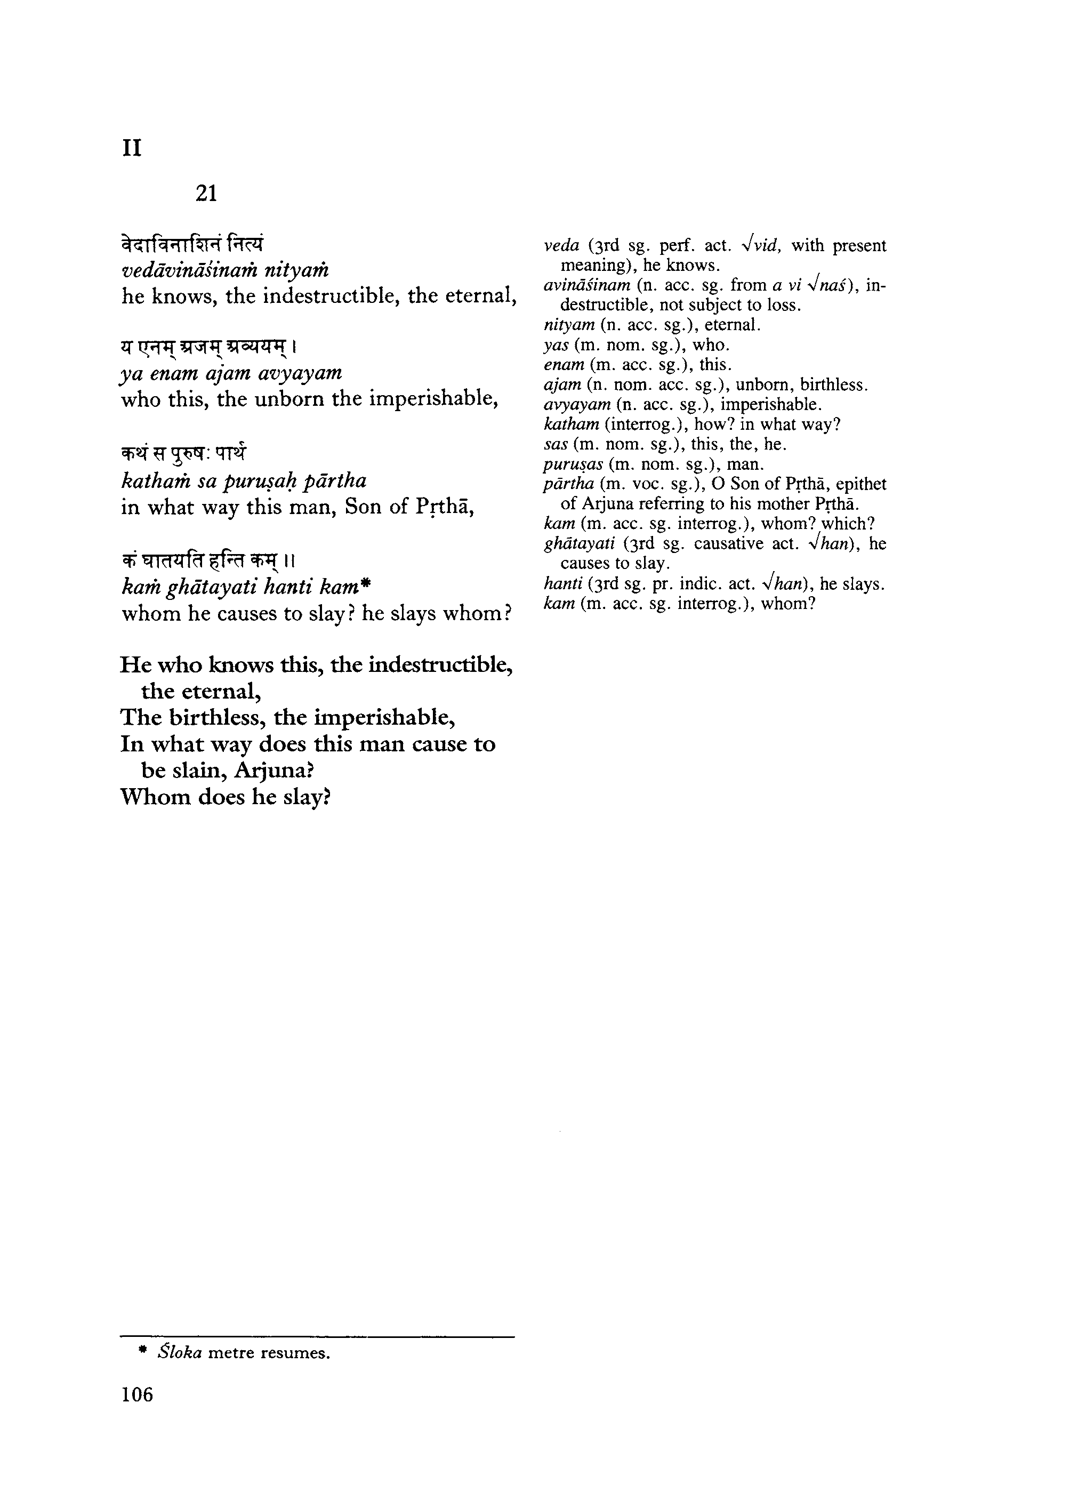 II
21
वेदाविनाशिनं नित्यं
vedāvināśinaṁ nityaṁ
he knows, the indestructible, the eternal,
य एनम् अजम् अव्ययम् ।
ya enam ajam avyayam
who this, the unborn the imperishable,
कथं स पुरुषः पार्थ
kathaṁ sa puruṣaḥ pārtha
in what way this man, Son of Pṛthā,
कं घातयति हन्ति कम् ॥
kaṁ ghātayati hanti kam*
whom he causes to slay? he slays whom?
He who knows this, the indestructible,
the eternal,
The birthless, the imperishable,
In what way does this man cause to
be slain, Arjuna?
Whom does he slay?
veda (3rd sg. perf. act. √vid, with present
meaning), he knows.
avināśinam (n. acc. sg. from a vi √naś), in-
destructible, not subject to loss.
nityam (n. acc. sg.), eternal.
yas (m. nom. sg.), who.
enam (m. acc. sg.), this.
ajam (n. nom. acc. sg.), unborn, birthless.
avyayam (n. acc. sg.), imperishable.
katham (interrog.), how? in what way?
sas (m. nom. sg.), this, the, he.
puruṣas (m. nom. sg.), man.
pārtha (m. voc. sg.), O Son of Pṛthā, epithet
of Arjuna referring to his mother Pṛthā.
kam (m. acc. sg. interrog.), whom? which?
ghātayati (3rd sg. causative act. √han), he
causes to slay.
hanti (3rd sg. pr. indic. act. √han), he slays.
kam (m. acc. sg. interrog.), whom?
* Śloka metre resumes.
106